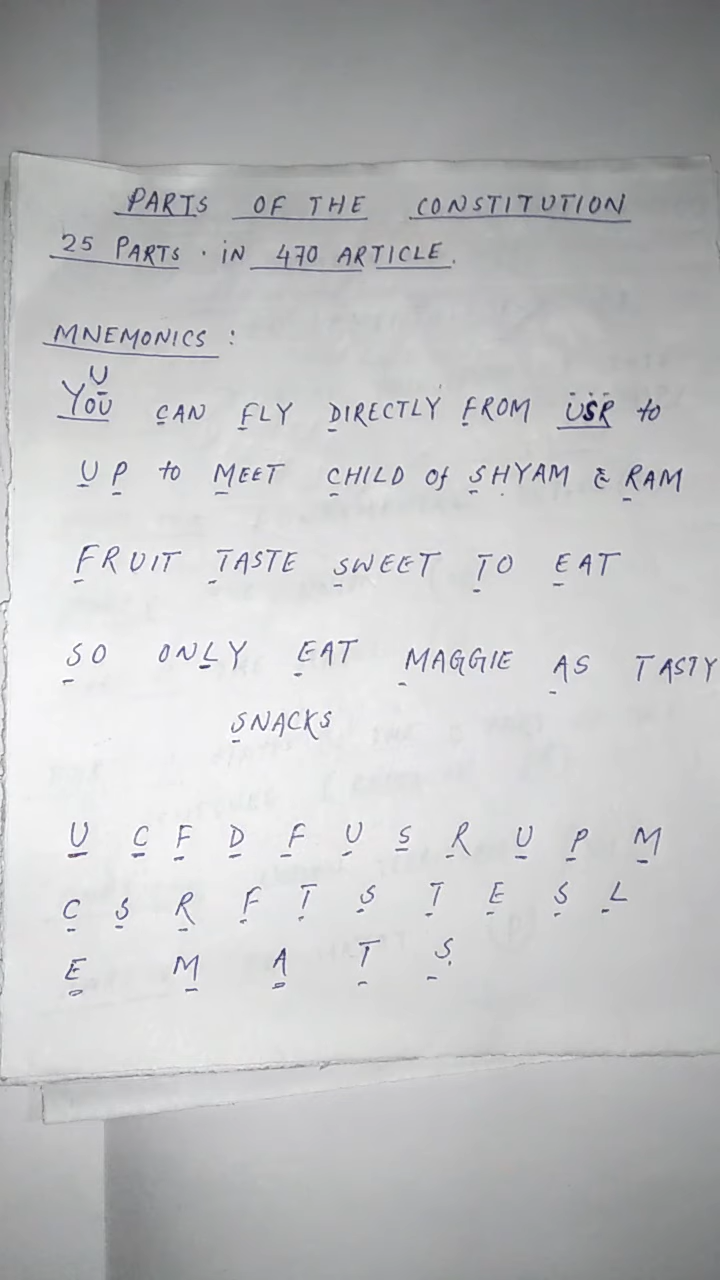 PARTS OF THE CONSTITUTION
25 PARTS . IN 470 ARTICLE.
MNEMONICS :
U
YOU CAN FLY DIRECTLY FROM USR to
UP to MEET CHILD of SHYAM & RAM
FRUIT TASTE SWEET TO EAT
SO ONLY EAT MAGGIE AS TASTY
SNACKS
U C F D F U S R U P M
C S R F T S T E S L
E M A T S.